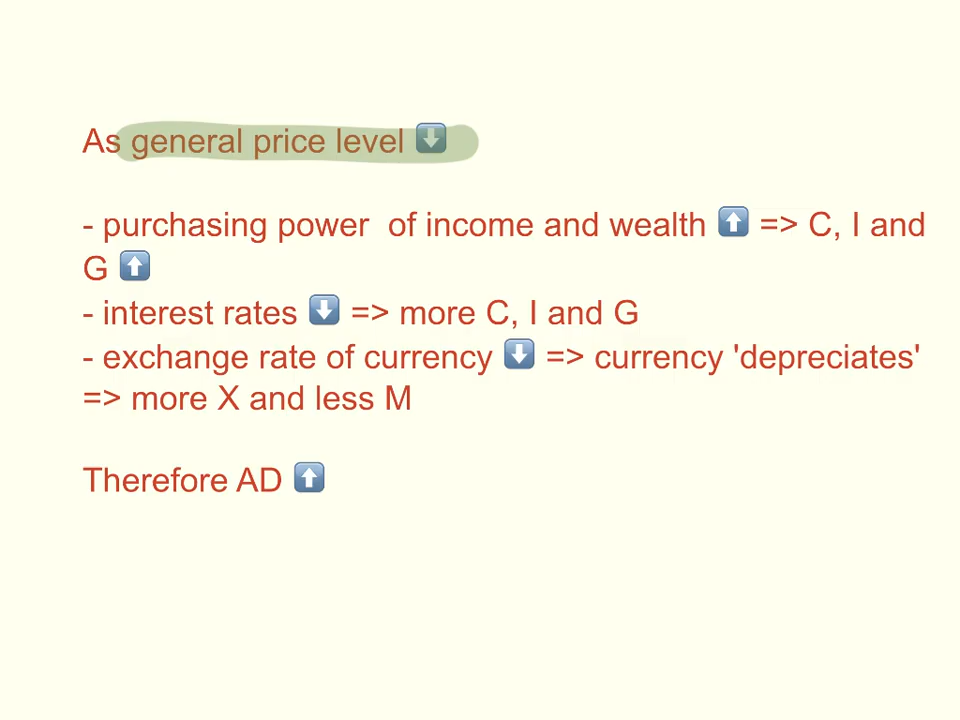 As general price level ⬇️
- purchasing power of income and wealth ⬆️ => C, I and
G ⬆️
- interest rates ⬇️ => more C, I and G
- exchange rate of currency ⬇️ => currency 'depreciates'
=> more X and less M
Therefore AD ⬆️